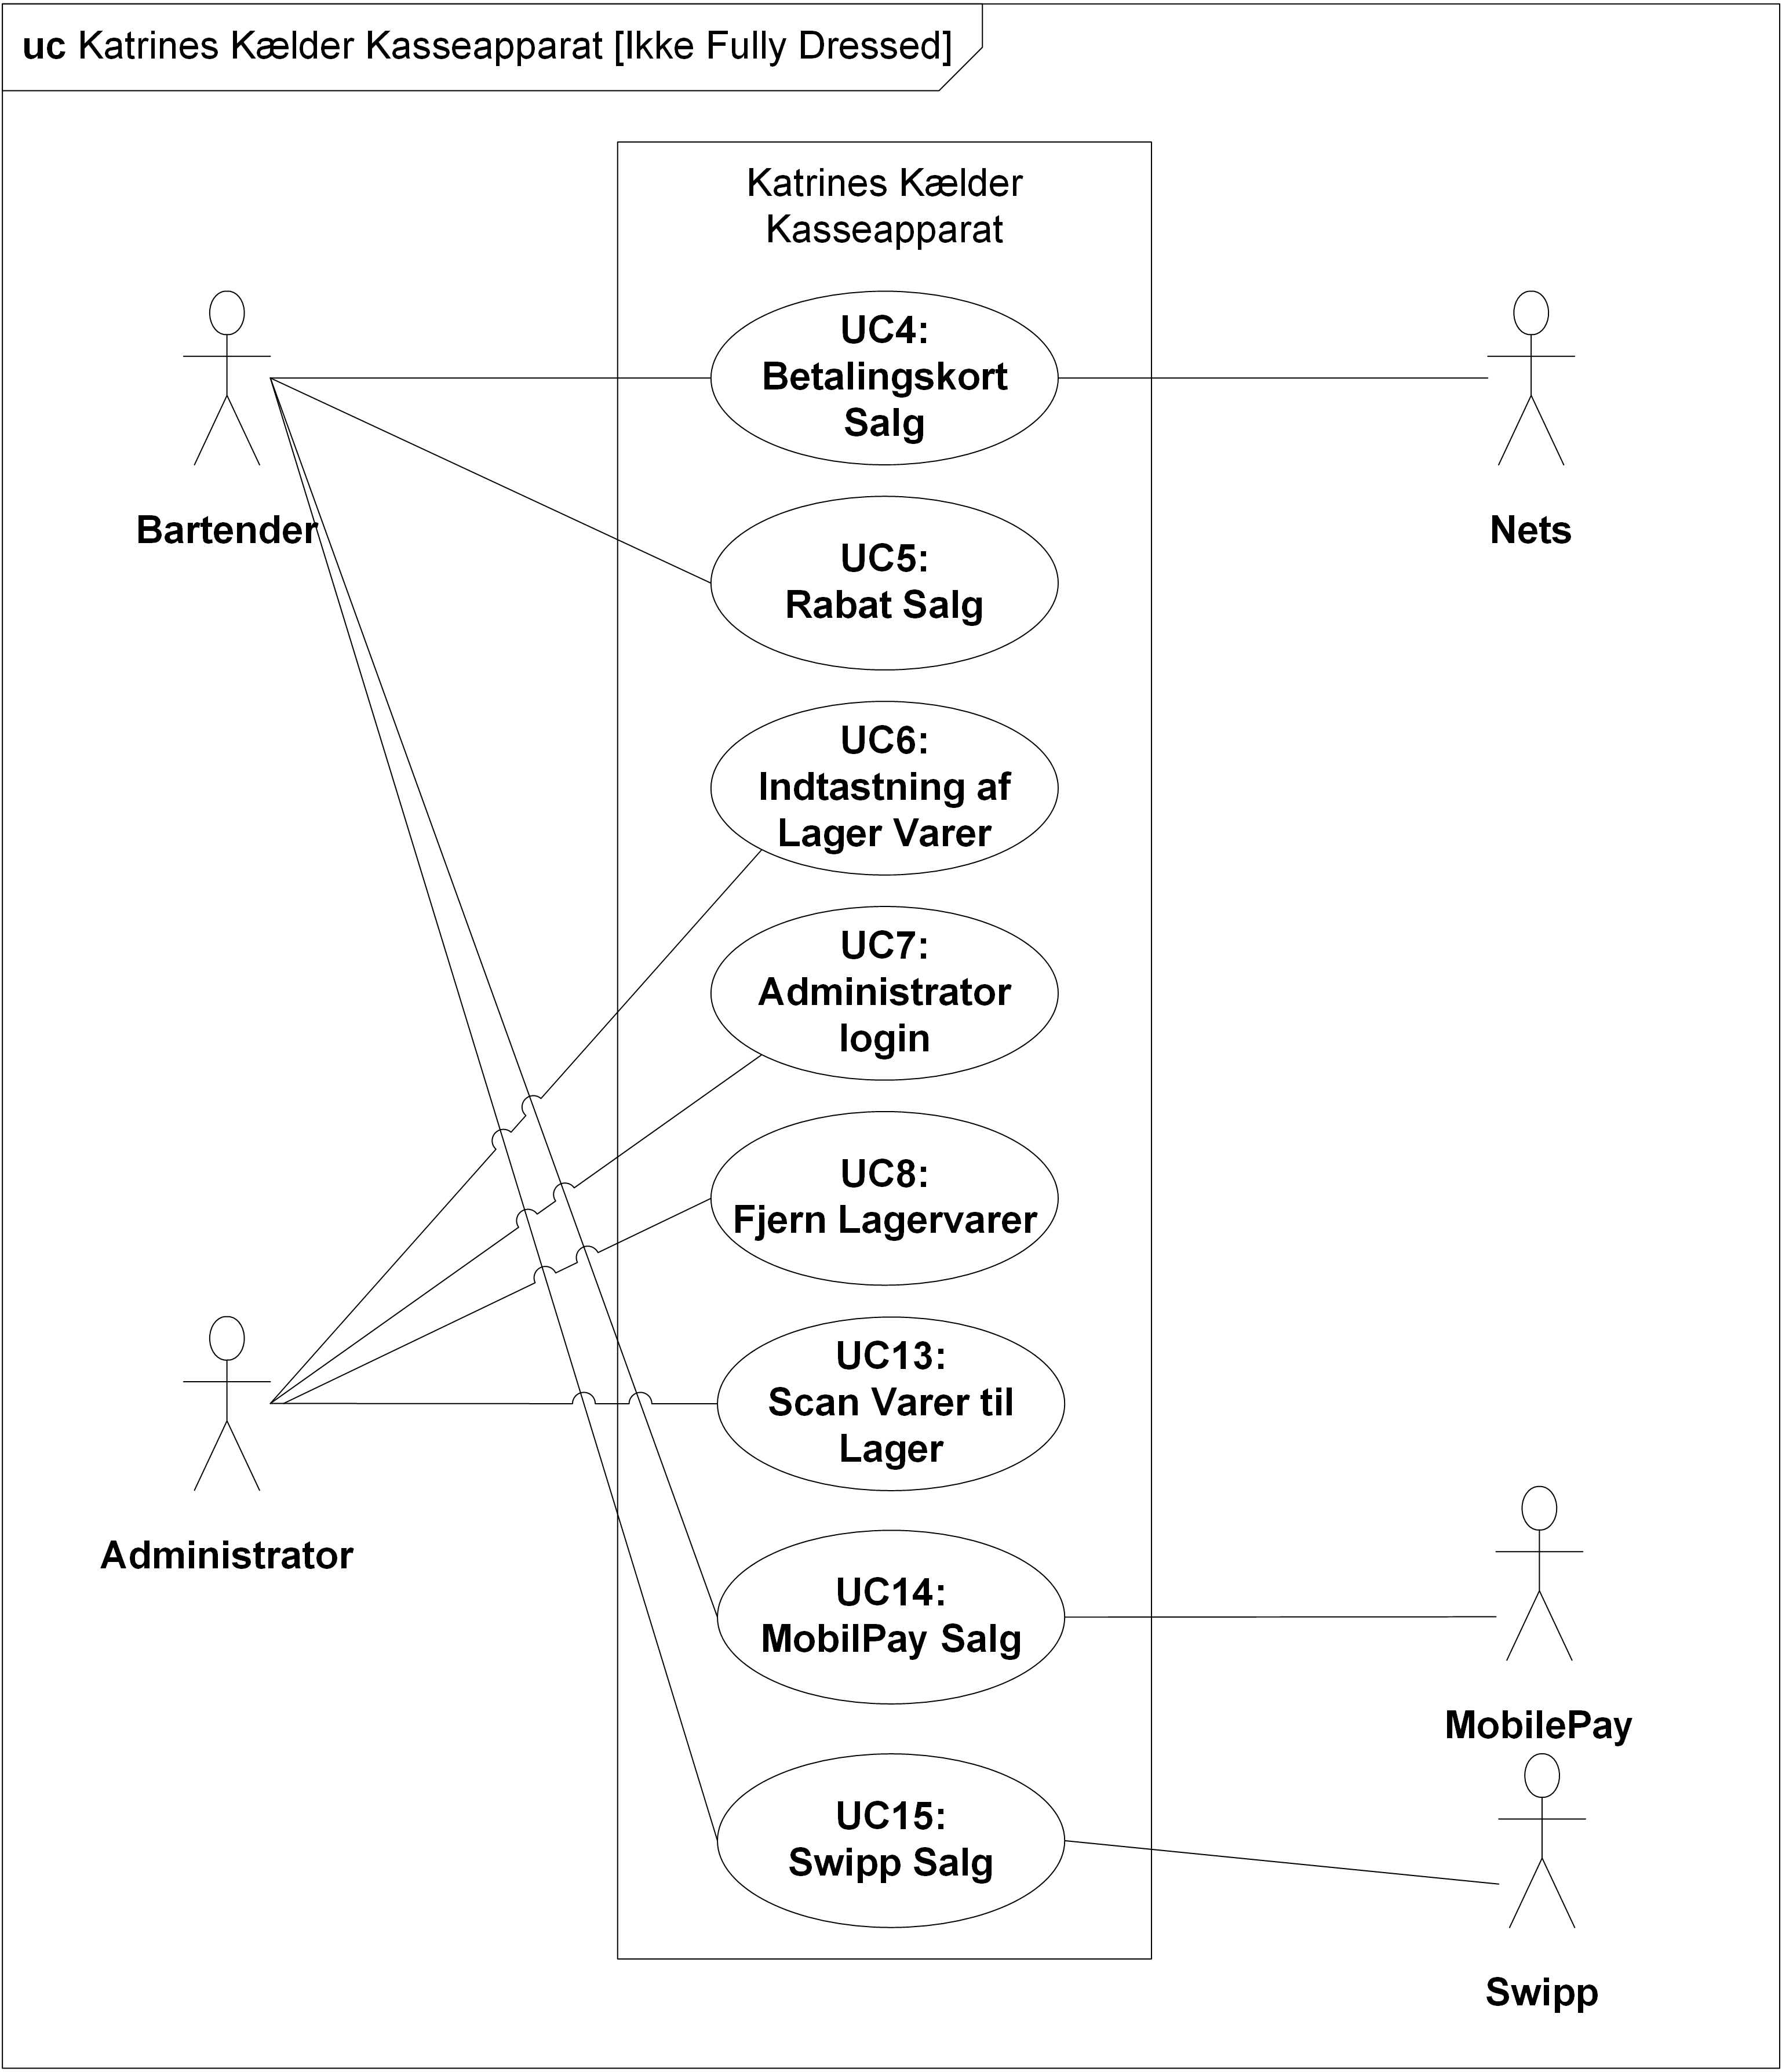 uc Katrines Kælder Kasseapparat [Ikke Fully Dressed]
Katrines Kælder
Kasseapparat
UC4:
Betalingskort
Salg
Bartender
Nets
UC5:
Rabat Salg
UC6:
Indtastning af
Lager Varer
UC7:
Administrator
login
UC8:
Fjern Lagervarer
UC13:
Scan Varer til
Lager
Administrator
UC14:
MobilPay Salg
MobilePay
UC15:
Swipp Salg
Swipp